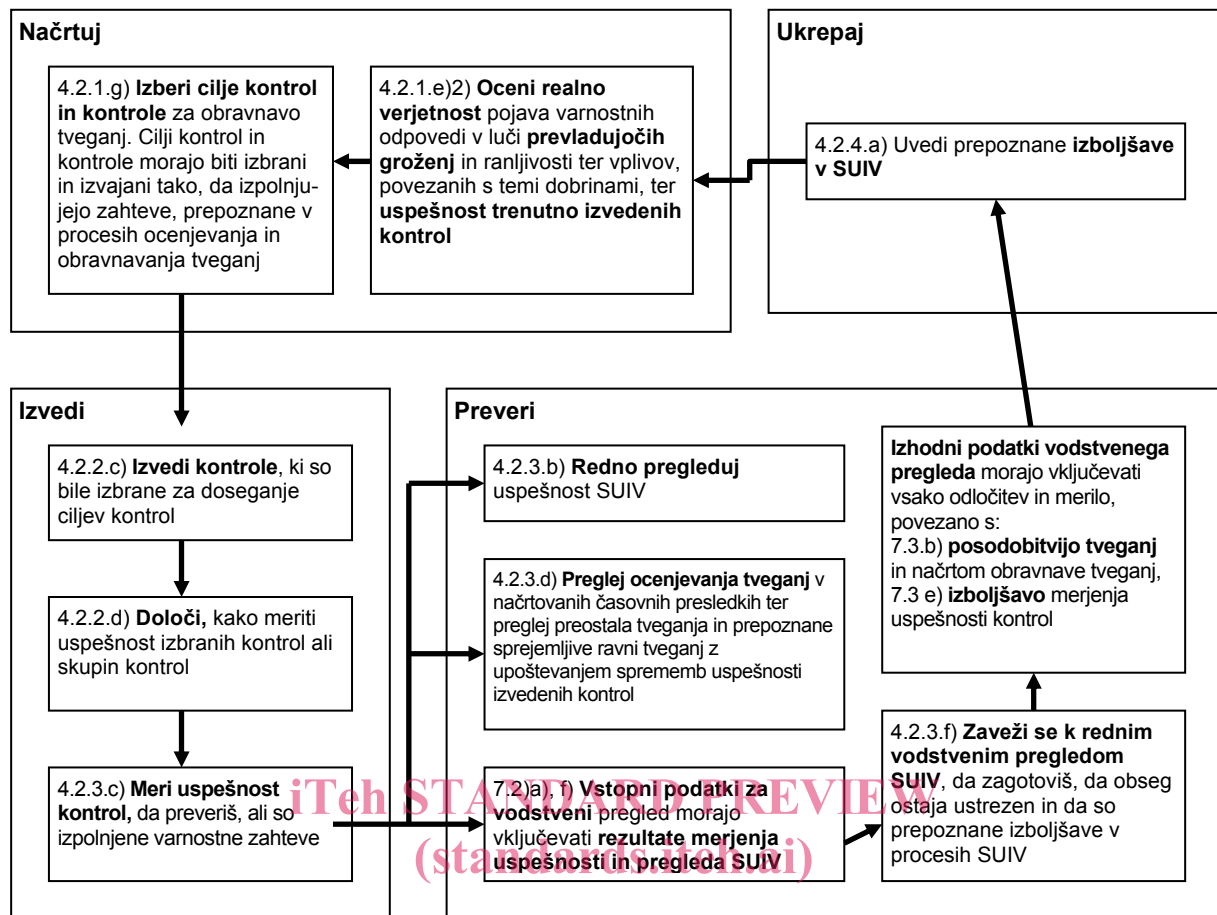 Načrtuj
4.2.1.g) Izberi cilje kontrol
in kontrole za obravnavo
tveganj. Cilji kontrol in
kontrole morajo biti izbrani
in izvajani tako, da izpolnju-
jejo zahteve, prepoznane v
procesih ocenjevanja in
obravnavanja tveganj
4.2.1.e)2) Oceni realno
verjetnost pojava varnostnih
odpovedi v luči prevladujočih
groženj in ranljivosti ter vplivov,
povezanih s temi dobrinami, ter
uspešnost trenutno izvedenih
kontrol
Ukrepaj
4.2.4.a) Uvedi prepoznane izboljšave
v SUIV
Izvedi
4.2.2.c) Izvedi kontrole, ki so
bile izbrane za doseganje
ciljev kontrol
4.2.2.d) Določi, kako meriti
uspešnost izbranih kontrol ali
skupin kontrol
4.2.3.c) Meri uspešnost
kontrol, da preveriš, ali so
izpolnjene varnostne zahteve
Preveri
4.2.3.b) Redno pregleduj
uspešnost SUIV
4.2.3.d) Preglej ocenjevanja tveganj v
načrtovanih časovnih presledkih ter
preglej preostala tveganja in prepoznane
sprejemljive ravni tveganj z
upoštevanjem sprememb uspešnosti
izvedenih kontrol
7.2)a), f) Vstopni podatki za
vodstveni pregled morajo
vključevati rezultate merjenja
uspešnosti in pregleda SUIV
Izhodni podatki vodstvenega
pregleda morajo vključevati
vsako odločitev in merilo,
povezano s:
7.3.b) posodobitvijo tveganj
in načrtom obravnave tveganj,
7.3 e) izboljšavo merjenja
uspešnosti kontrol
4.2.3.f) Zaveži se k rednim
vodstvenim pregledom
SUIV, da zagotoviš, da obseg
ostaja ustrezen in da so
prepoznane izboljšave v
procesih SUIV
iTeh STANDARD PREVIEW
(standards.iteh.ai)